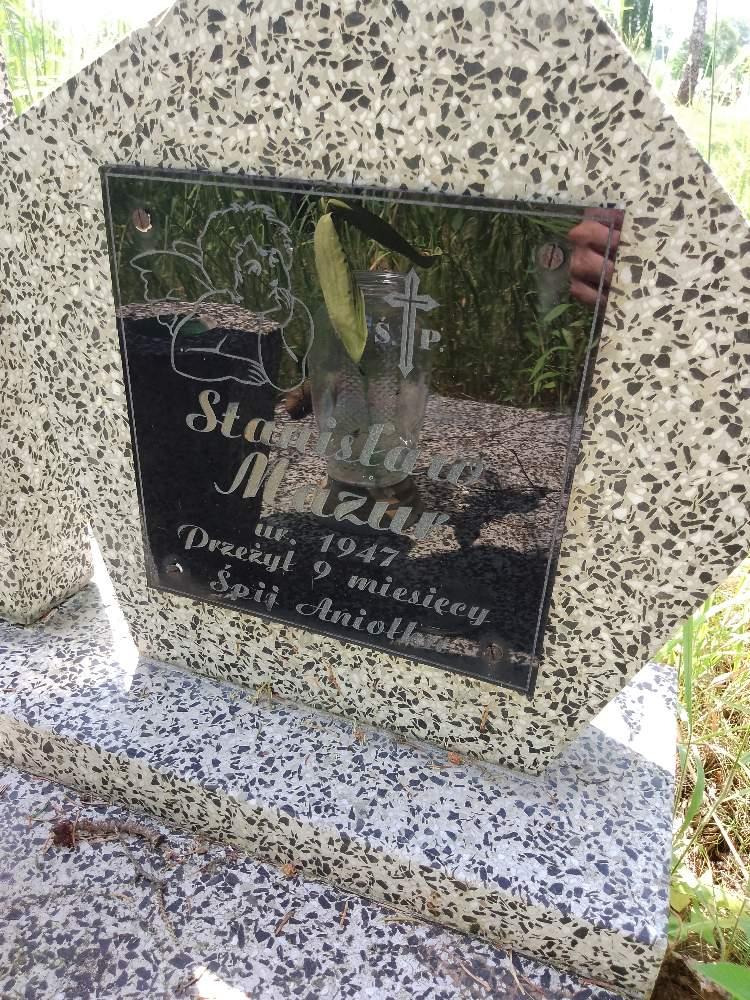 Ś. P.
Stanisław
Mazur
ur. 1947
Przeżył 9 miesięcy
Śpij Aniołku